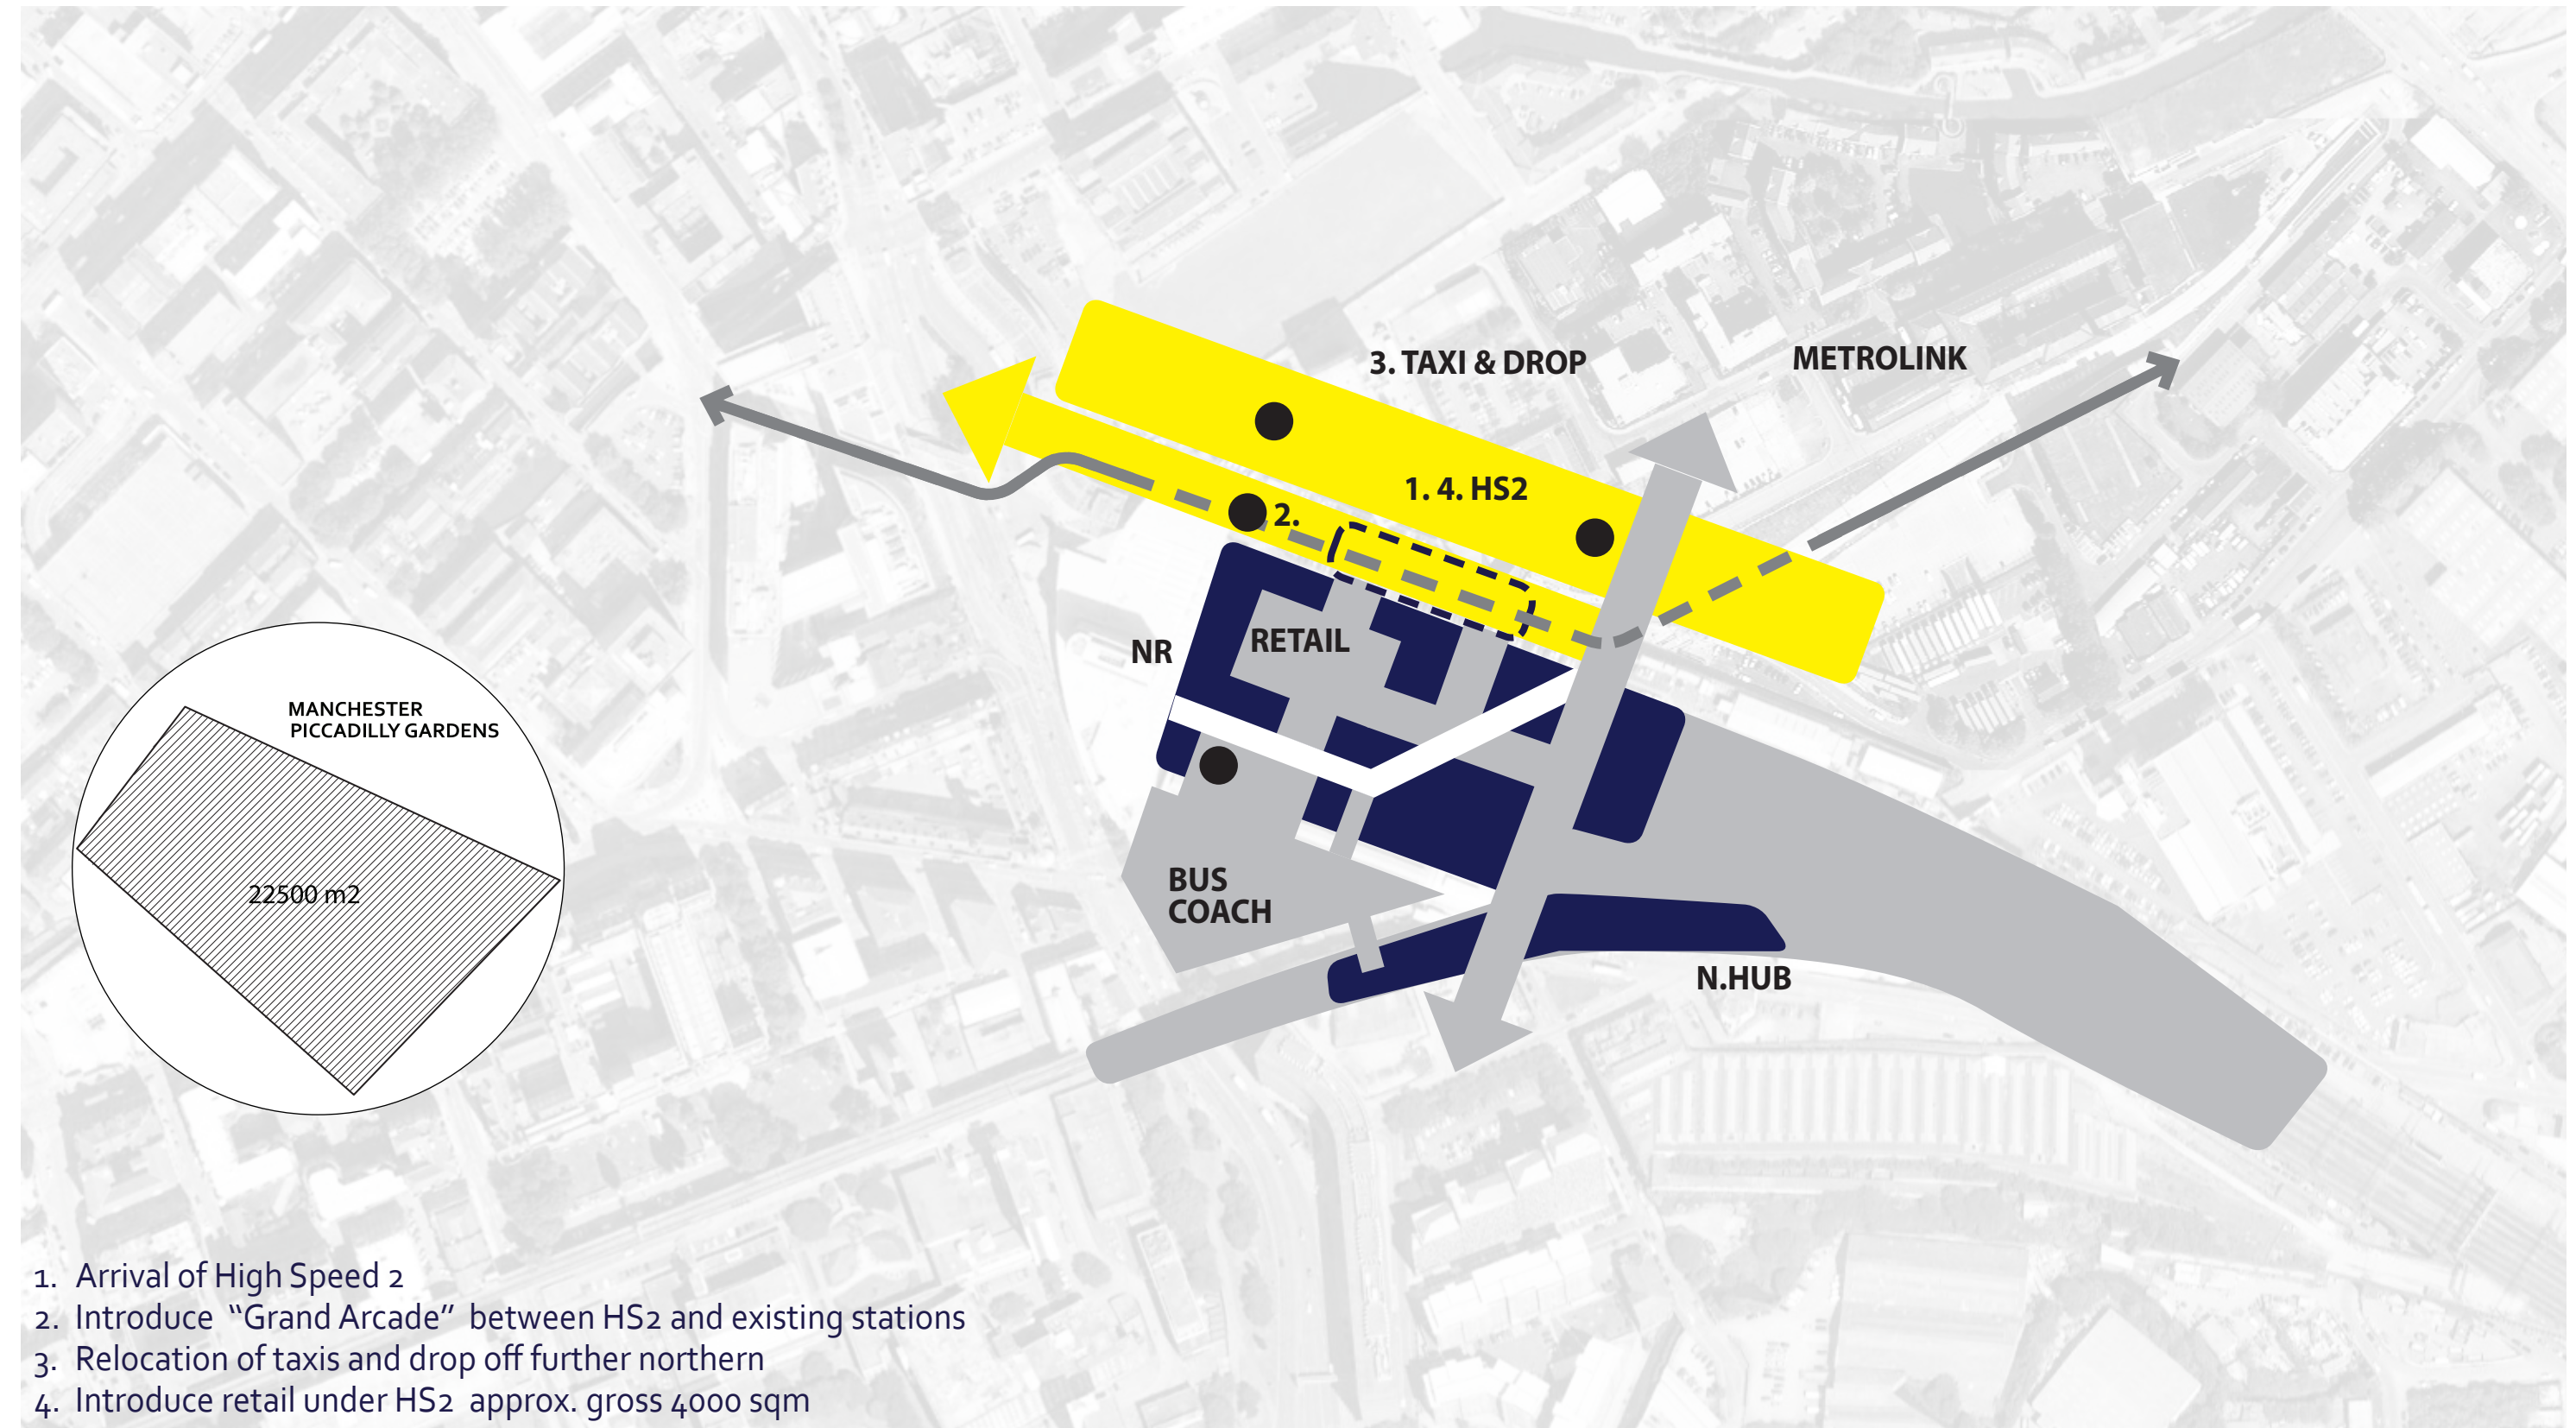 3. TAXI & DROP
METROLINK
1. 4. HS2
2.
RETAIL
NR
MANCHESTER
PICCADILLY GARDENS
22500 m2
BUS
COACH
N.HUB
1. Arrival of High Speed 2
2. Introduce “Grand Arcade” between HS2 and existing stations
3. Relocation of taxis and drop off further northern
4. Introduce retail under HS2 approx. gross 4000 sqm